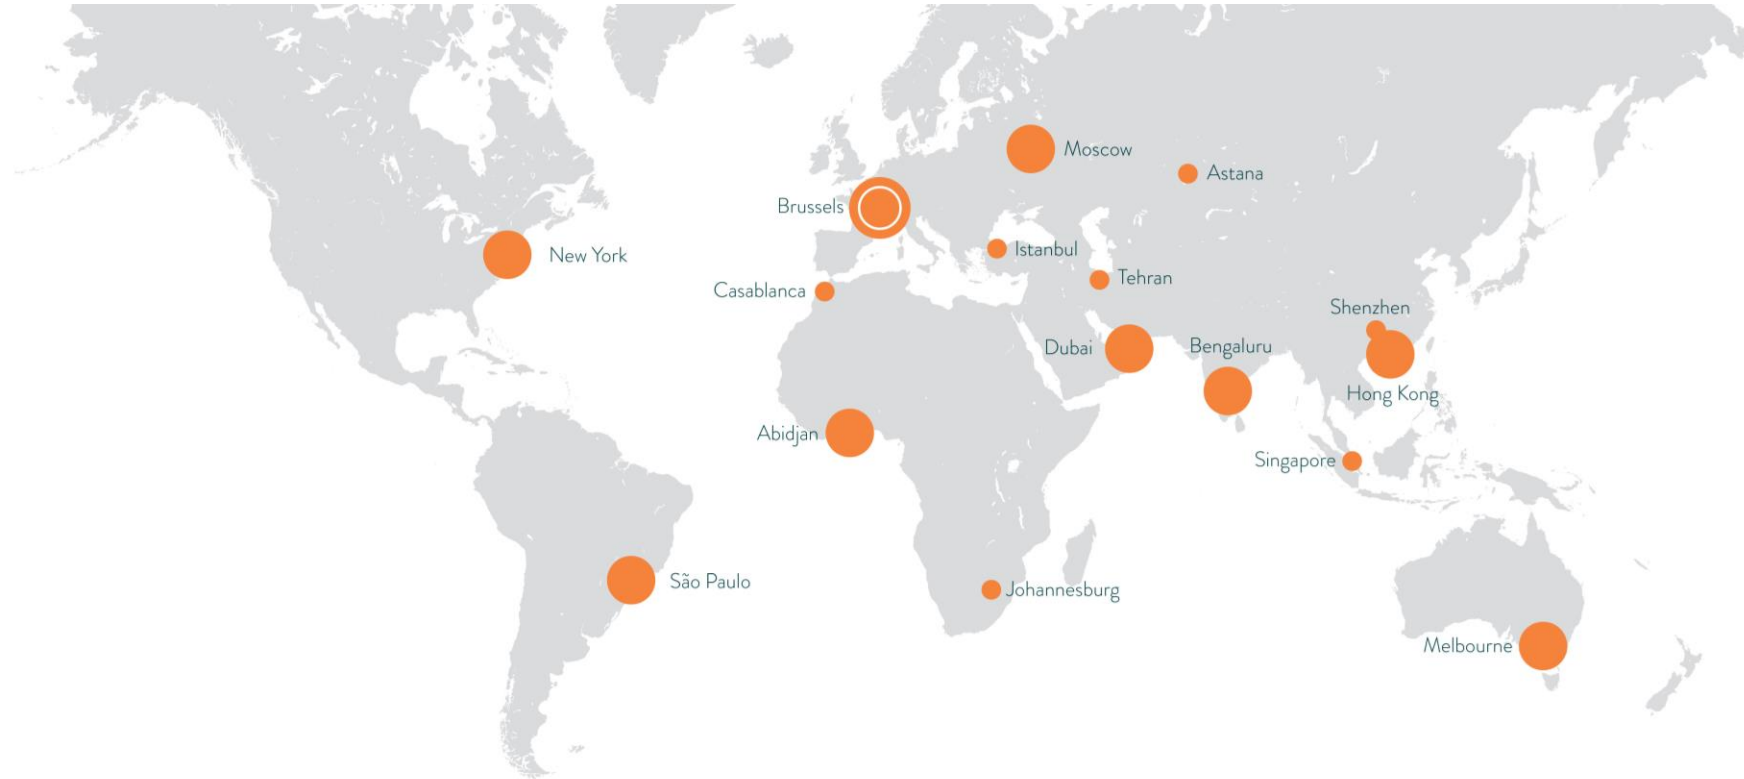 Moscow
Astana
Brussels
Istanbul
New York
Tehran
Casablanca
Shenzhen
Dubai
Bengaluru
Hong Kong
Abidjan
Singapore
São Paulo
Johannesburg
Melbourne